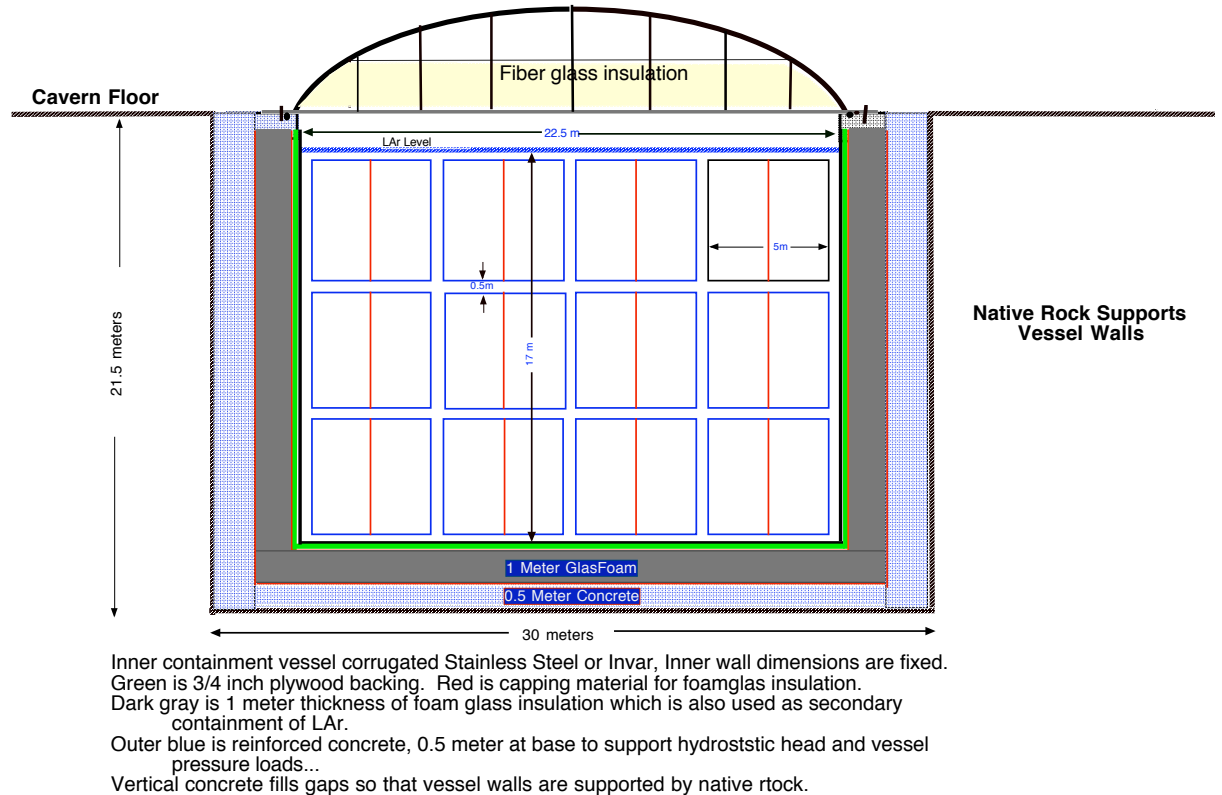 Fiber glass insulation
Cavern Floor
22.5 m
LAr Level
5m
0.5m
17 m
21.5 meters
Native Rock Supports
Vessel Walls
1 Meter GlasFoam
0.5 Meter Concrete
30 meters
Inner containment vessel corrugated Stainless Steel or Invar, Inner wall dimensions are fixed.
Green is 3/4 inch plywood backing. Red is capping material for foamglas insulation.
Dark gray is 1 meter thickness of foam glass insulation which is also used as secondary
containment of LAr.
Outer blue is reinforced concrete, 0.5 meter at base to support hydroststic head and vessel
pressure loads...
Vertical concrete fills gaps so that vessel walls are supported by native rtock.